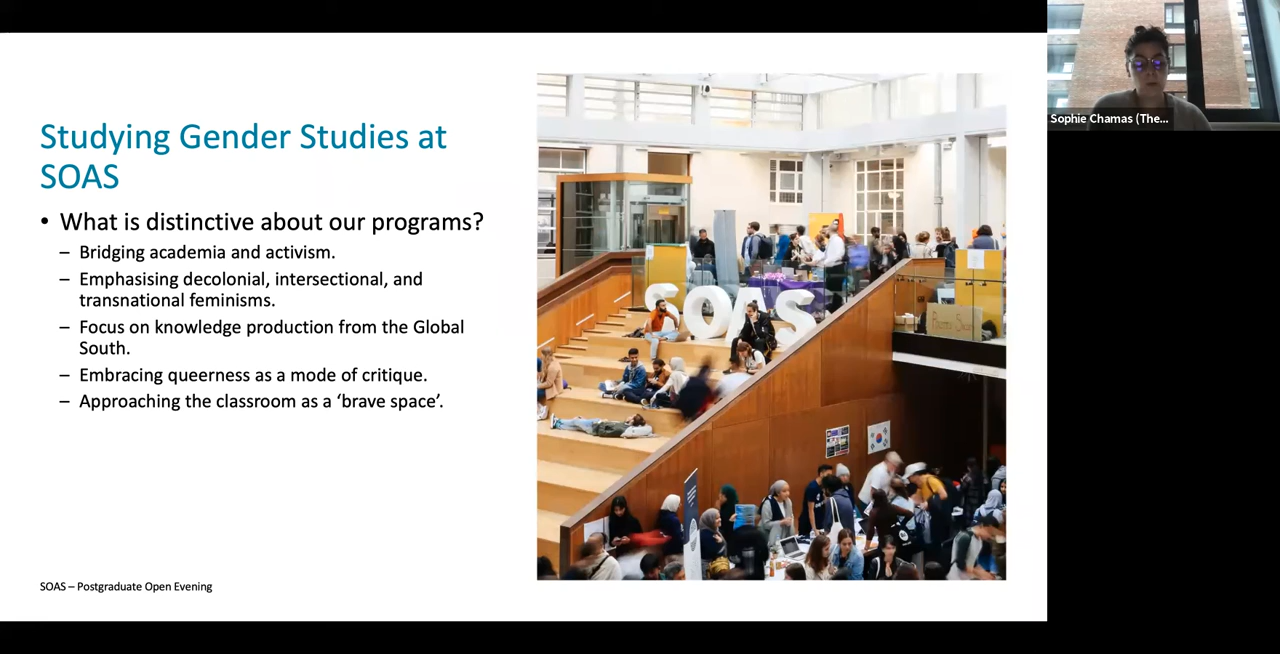 Studying Gender Studies at
SOAS
• What is distinctive about our programs?
– Bridging academia and activism.
– Emphasising decolonial, intersectional, and
transnational feminisms.
– Focus on knowledge production from the Global
South.
– Embracing queerness as a mode of critique.
– Approaching the classroom as a ‘brave space’.
SOAS – Postgraduate Open Evening
SOAS
Sophie Chamas (The...